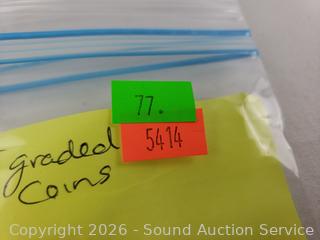 77.
5414
graded
Coins
Copyright © 2026 - Sound Auction Service